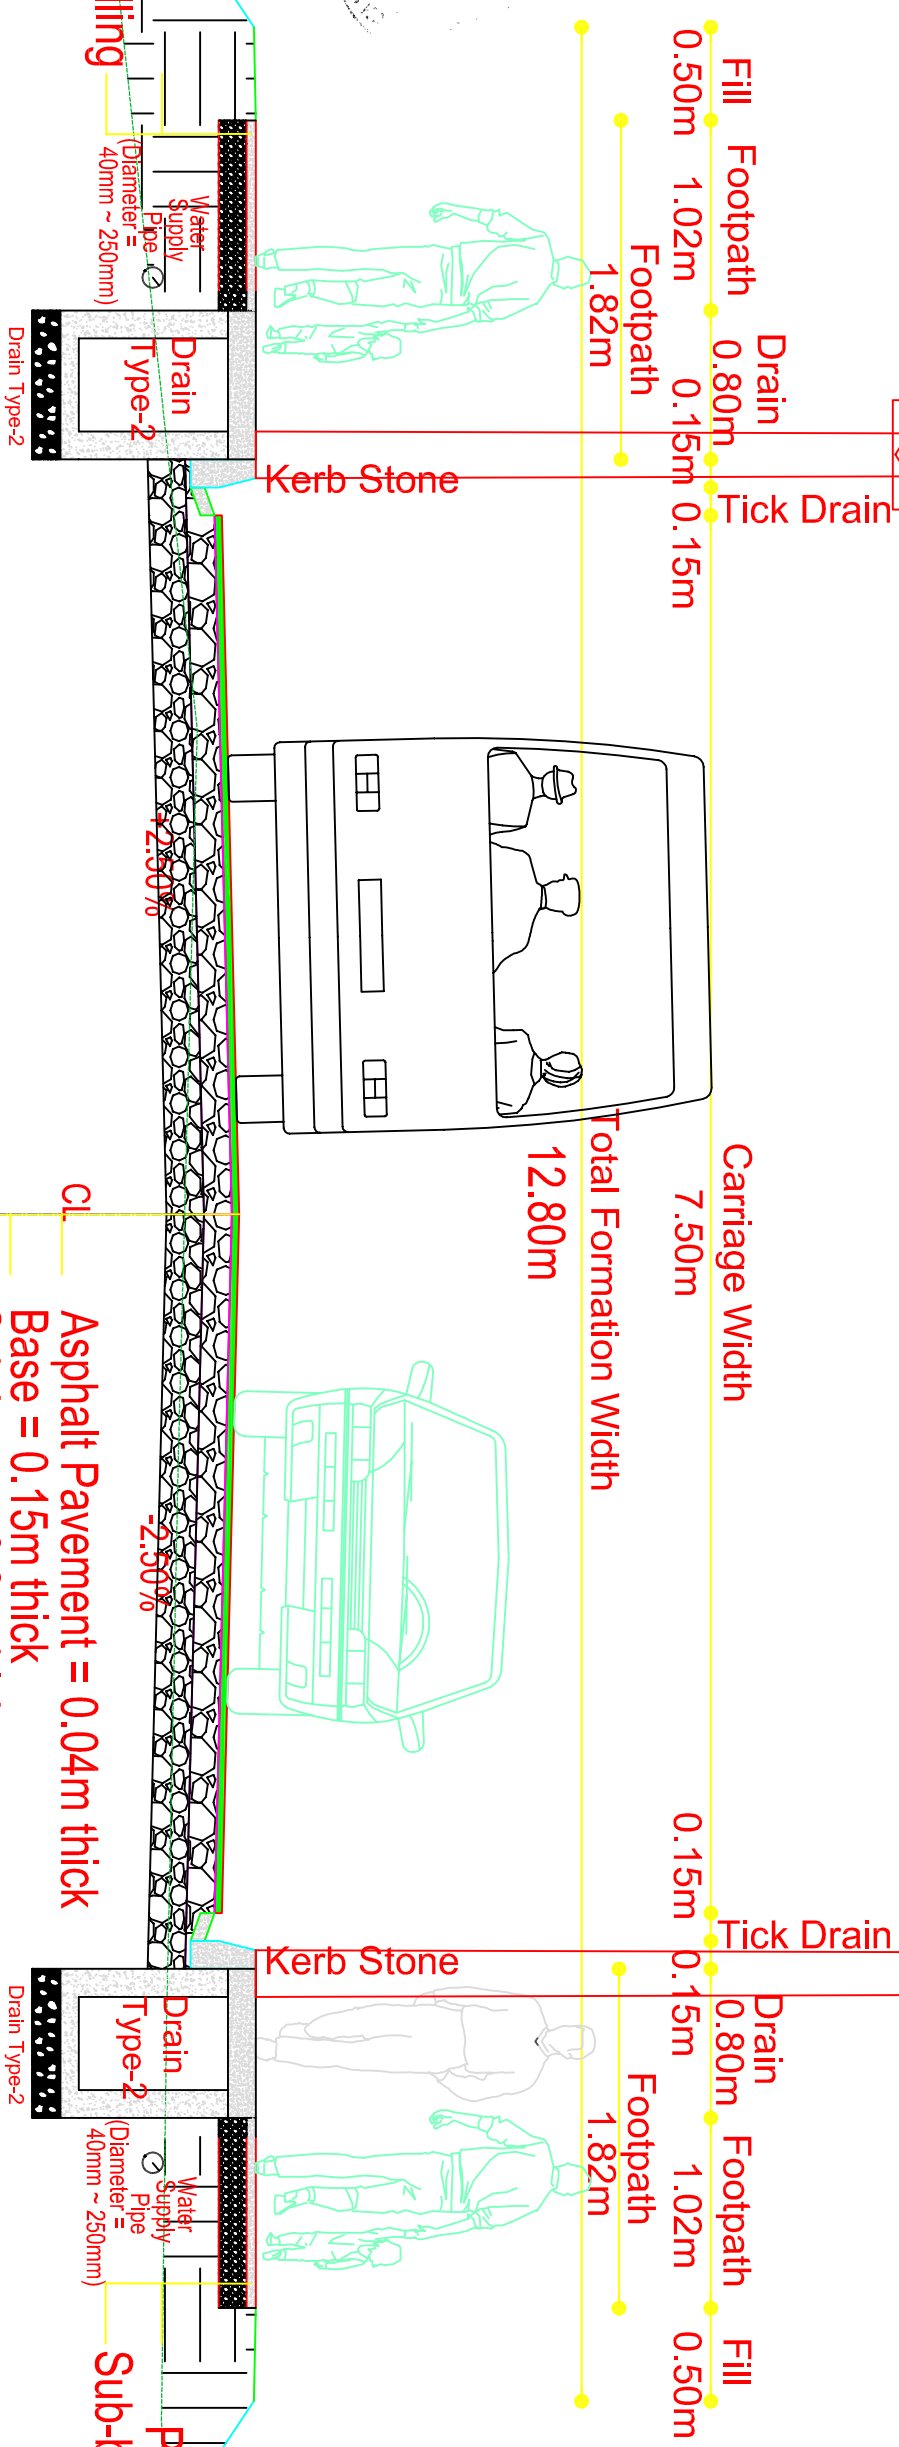 Fill
0.50m
Footpath
1.02m
Drain
0.80m
0.15m
Tick Drain
0.15m
Footpath
1.82m
Kerb Stone
Carriage Width
7.50m
Total Formation Width
12.80m
0.15m
Tick Drain
0.15m
Kerb Stone
Drain
0.80m
Footpath
1.02m
Fill
0.50m
Footpath
1.82m
Water
Supply
Pipe
(Diameter =
40mm ~ 250mm)
Drain
Type-2
Drain Type-2
+2.50%
-2.50%
CL
Asphalt Pavement = 0.04m thick
Base = 0.15m thick
Drain
Type-2
Drain Type-2
Water
Supply
Pipe
(Diameter =
40mm ~ 250mm)